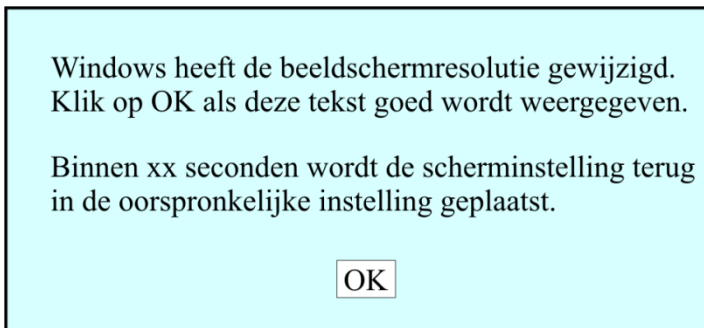 Windows heeft de beeldschermresolutie gewijzigd.
Klik op OK als deze tekst goed wordt weergegeven.
Binnen xx seconden wordt de scherminstelling terug
in de oorspronkelijke instelling geplaatst.
OK